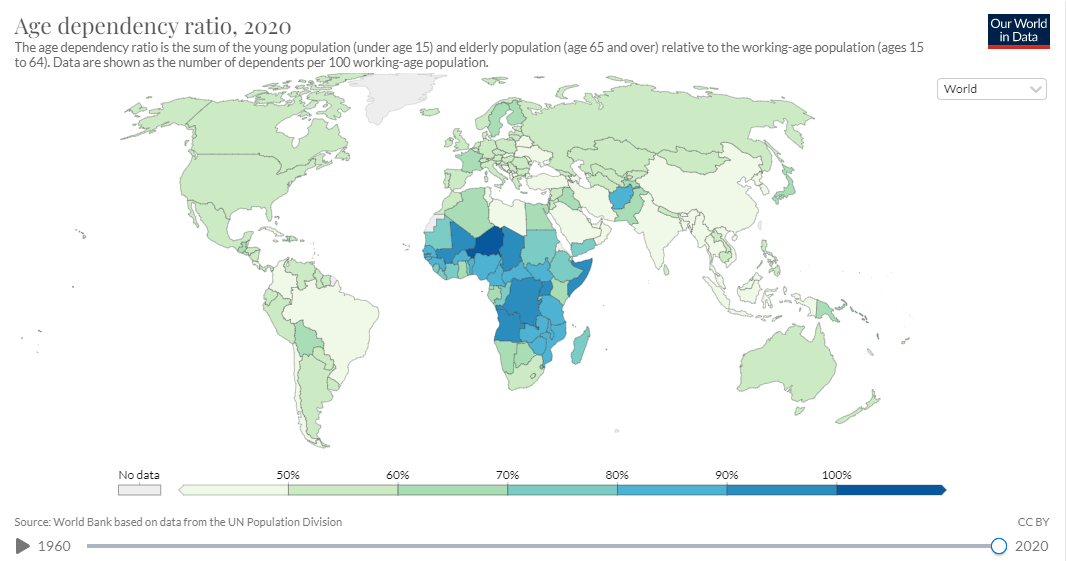 Age dependency ratio, 2020
Our World
in Data
The age dependency ratio is the sum of the young population (under age 15) and elderly population (age 65 and over) relative to the working-age population (ages 15
to 64). Data are shown as the number of dependents per 100 working-age population.
World
No data
50%
60%
70%
80%
90%
100%
Source: World Bank based on data from the UN Population Division
CC BY
1960
2020